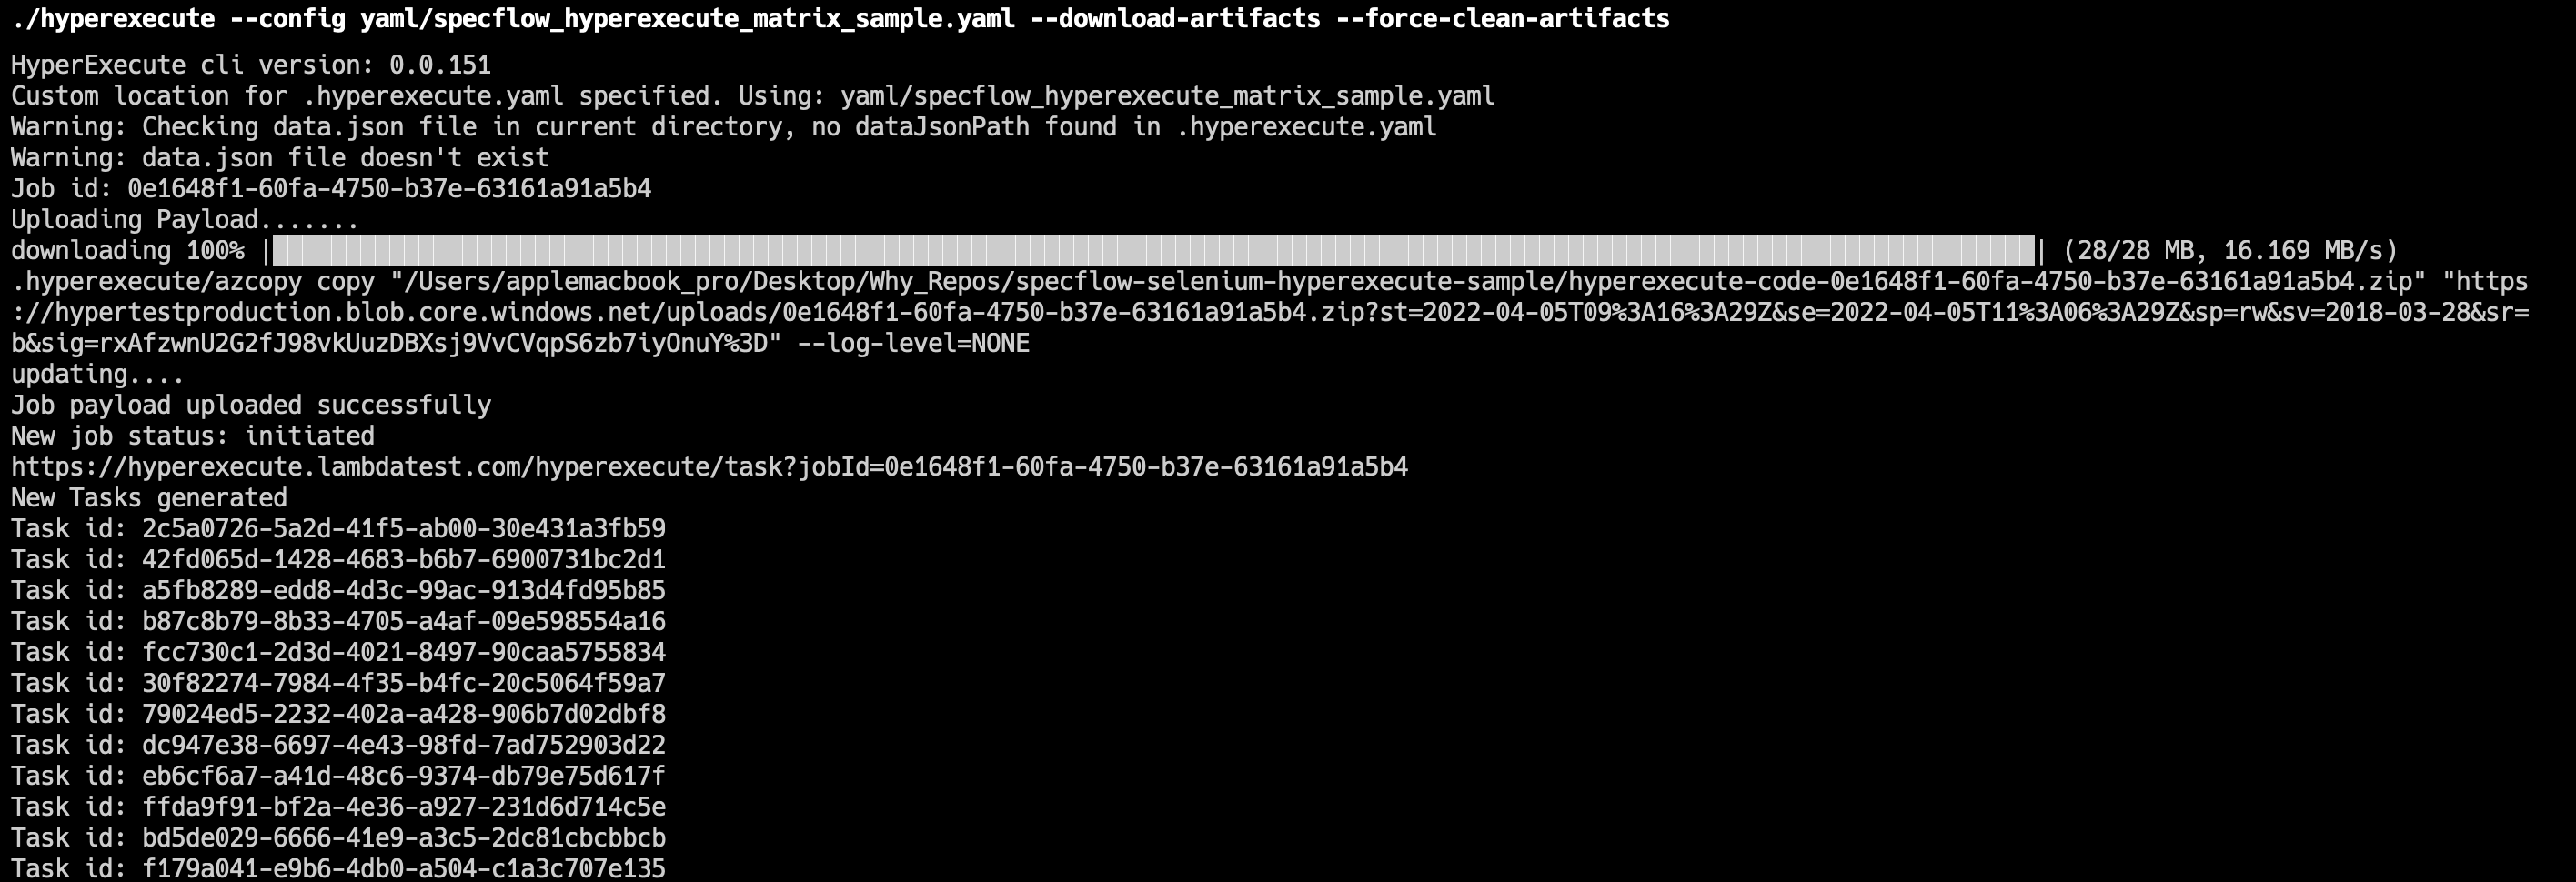 ./hyperexecute --config yaml/specflow_hyperexecute_matrix_sample.yaml --download-artifacts --force-clean-artifacts
HyperExecute cli version: 0.0.151
Custom location for .hyperexecute.yaml specified. Using: yaml/specflow_hyperexecute_matrix_sample.yaml
Warning: Checking data.json file in current directory, no dataJsonPath found in .hyperexecute.yaml
Warning: data.json file doesn't exist
Job id: 0e1648f1-60fa-4750-b37e-63161a91a5b4
Uploading Payload.......
downloading 100% || (28/28 MB, 16.169 MB/s)
.hyperexecute/azcopy copy "/Users/applemacbook_pro/Desktop/Why_Repos/specflow-selenium-hyperexecute-sample/hyperexecute-code-0e1648f1-60fa-4750-b37e-63161a91a5b4.zip" "https
://hypertestproduction.blob.core.windows.net/uploads/0e1648f1-60fa-4750-b37e-63161a91a5b4.zip?st=2022-04-05T09%3A16%3A29Z&se=2022-04-05T11%3A06%3A29Z&sp=rw&sv=2018-03-28&sr=
b&sig=rxAfzwnU2G2fJ98vkUuzDBXsj9VvCVqpS6zb7iyOnuY%3D" --log-level=NONE
updating....
Job payload uploaded successfully
New job status: initiated
https://hyperexecute.lambdatest.com/hyperexecute/task?jobId=0e1648f1-60fa-4750-b37e-63161a91a5b4
New Tasks generated
Task id: 2c5a0726-5a2d-41f5-ab00-30e431a3fb59
Task id: 42fd065d-1428-4683-b6b7-6900731bc2d1
Task id: a5fb8289-edd8-4d3c-99ac-913d4fd95b85
Task id: b87c8b79-8b33-4705-a4af-09e598554a16
Task id: fcc730c1-2d3d-4021-8497-90caa5755834
Task id: 30f82274-7984-4f35-b4fc-20c5064f59a7
Task id: 79024ed5-2232-402a-a428-906b7d02dbf8
Task id: dc947e38-6697-4e43-98fd-7ad752903d22
Task id: eb6cf6a7-a41d-48c6-9374-db79e75d617f
Task id: ffda9f91-bf2a-4e36-a927-231d6d714c5e
Task id: bd5de029-6666-41e9-a3c5-2dc81cbcbbcb
Task id: f179a041-e9b6-4db0-a504-c1a3c707e135